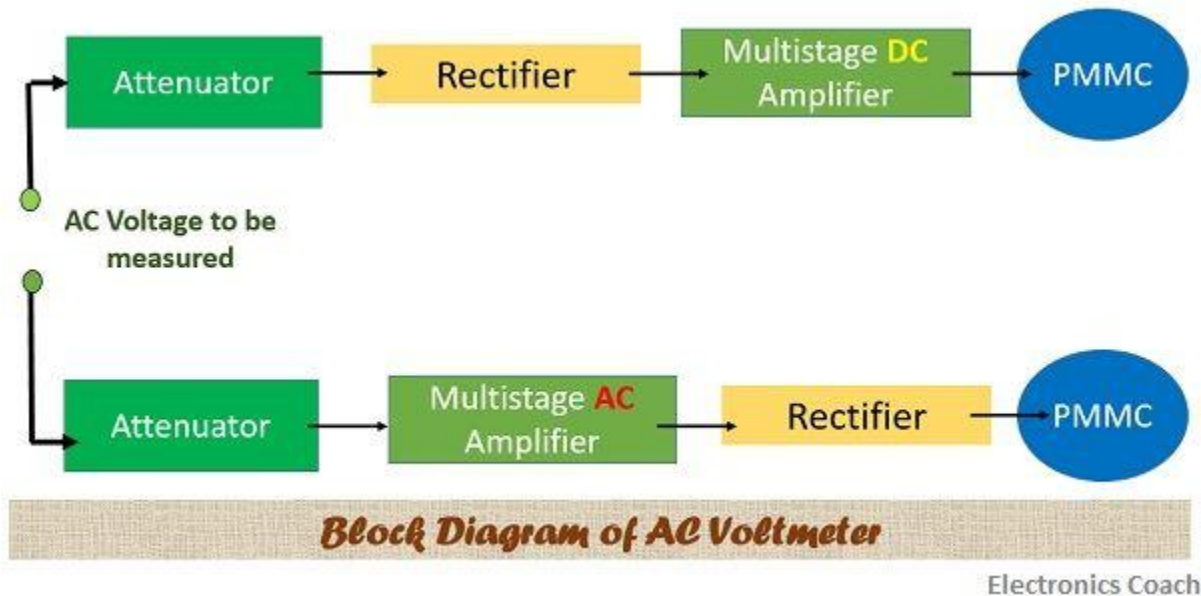 Attenuator
Rectifier
Multistage DC
Amplifier
PMMC
AC Voltage to be
measured
Attenuator
Multistage AC
Amplifier
Rectifier
PMMC
Block Diagram of AC Voltmeter
Electronics Coach